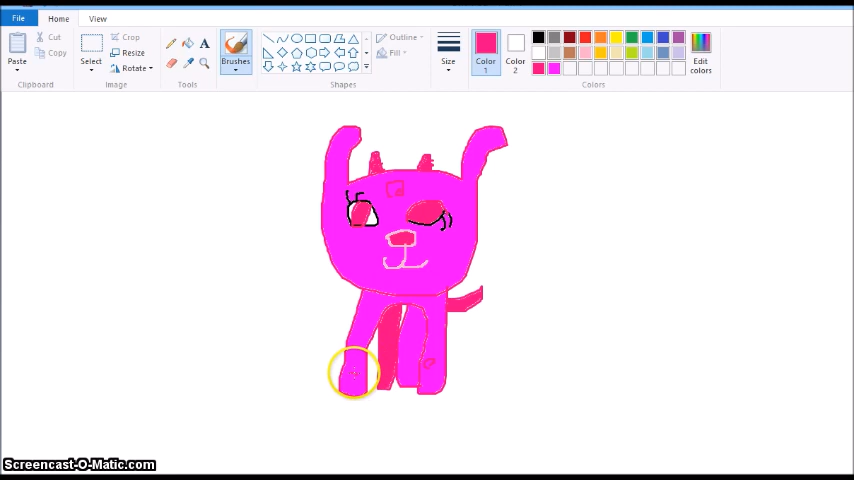 File Home View
Paste Cut Copy Select Crop Resize Rotate A Brushes Outline Fill Size Color 1 Color 2 Edit colors
Clipboard Image Tools Shapes Colors
Screencast-O-Matic.com